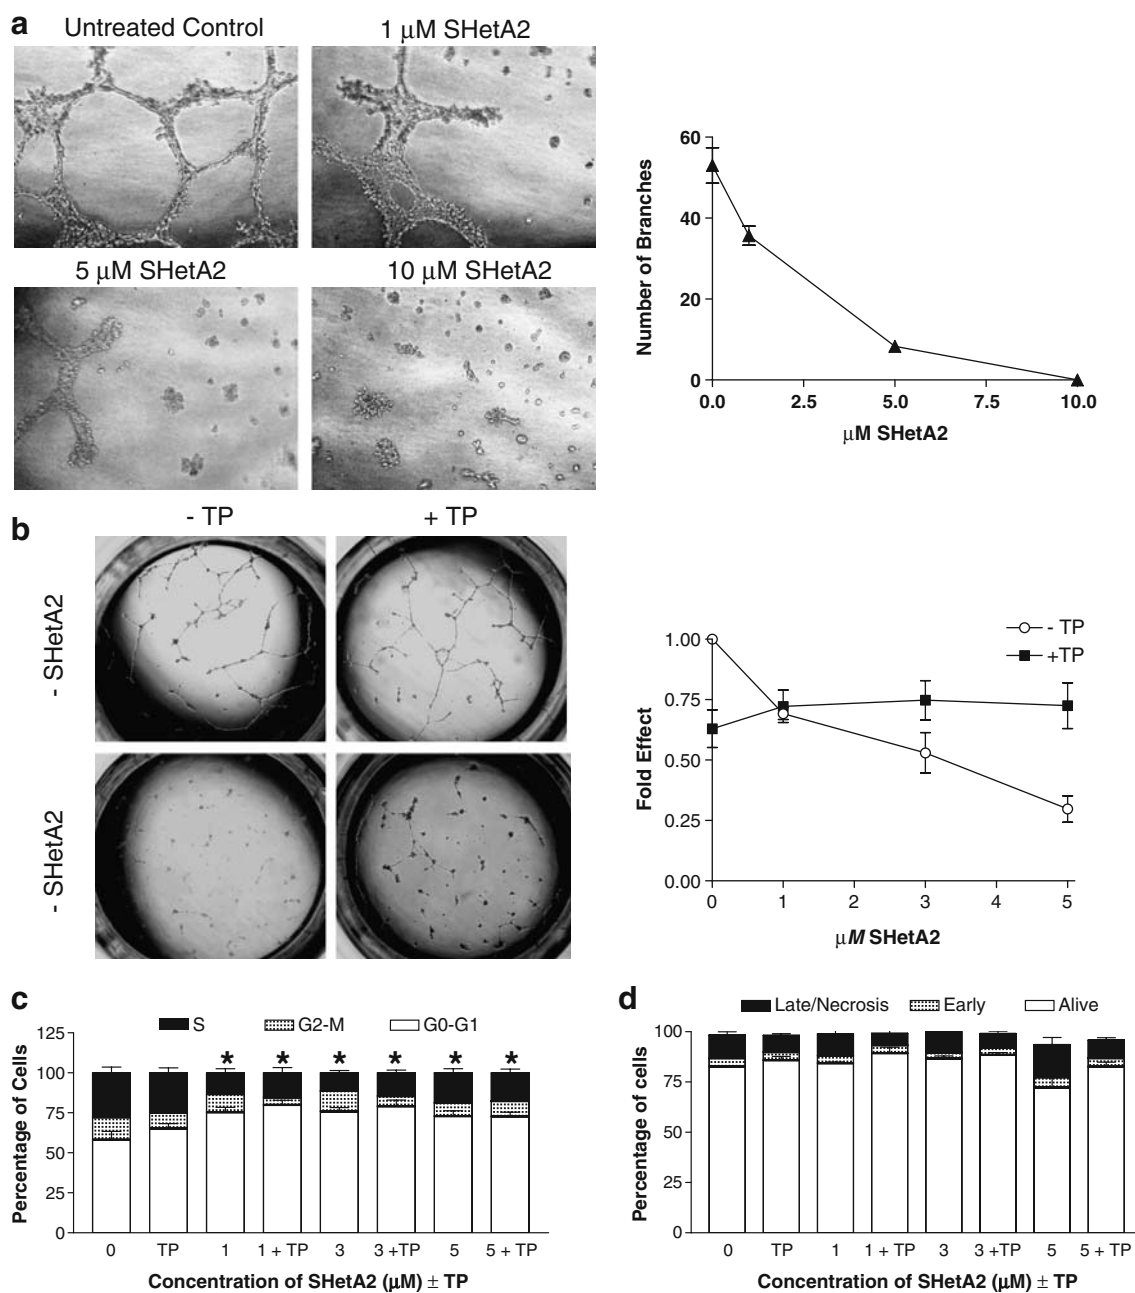 a
Untreated Control
1 μM SHetA2
5 μM SHetA2
10 μM SHetA2
Number of Branches
60
40
20
0
0.0 2.5 5.0 7.5 10.0
μM SHetA2
b
- TP
+ TP
- SHetA2
- SHetA2
- TP
+TP
Fold Effect
1.00
0.75
0.50
0.25
0.00
0 1 2 3 4 5
μM SHetA2
c
S G2-M G0-G1
Percentage of Cells
125
100
75
50
25
0
* * * * * *
0 TP 1 1 + TP 3 3 +TP 5 5 + TP
Concentration of SHetA2 (μM) ± TP
d
Late/Necrosis Early Alive
Percentage of cells
100
75
50
25
0
0 TP 1 1 + TP 3 3 +TP 5 5 + TP
Concentration of SHetA2 (μM) ± TP